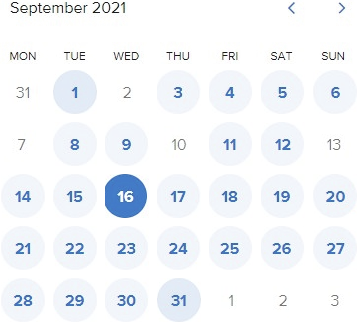 September 2021
MON TUE WED THU FRI SAT SUN
31 1 2 3 4 5 6
7 8 9 10 11 12 13
14 15 16 17 18 19 20
21 22 23 24 25 26 27
28 29 30 31 1 2 3